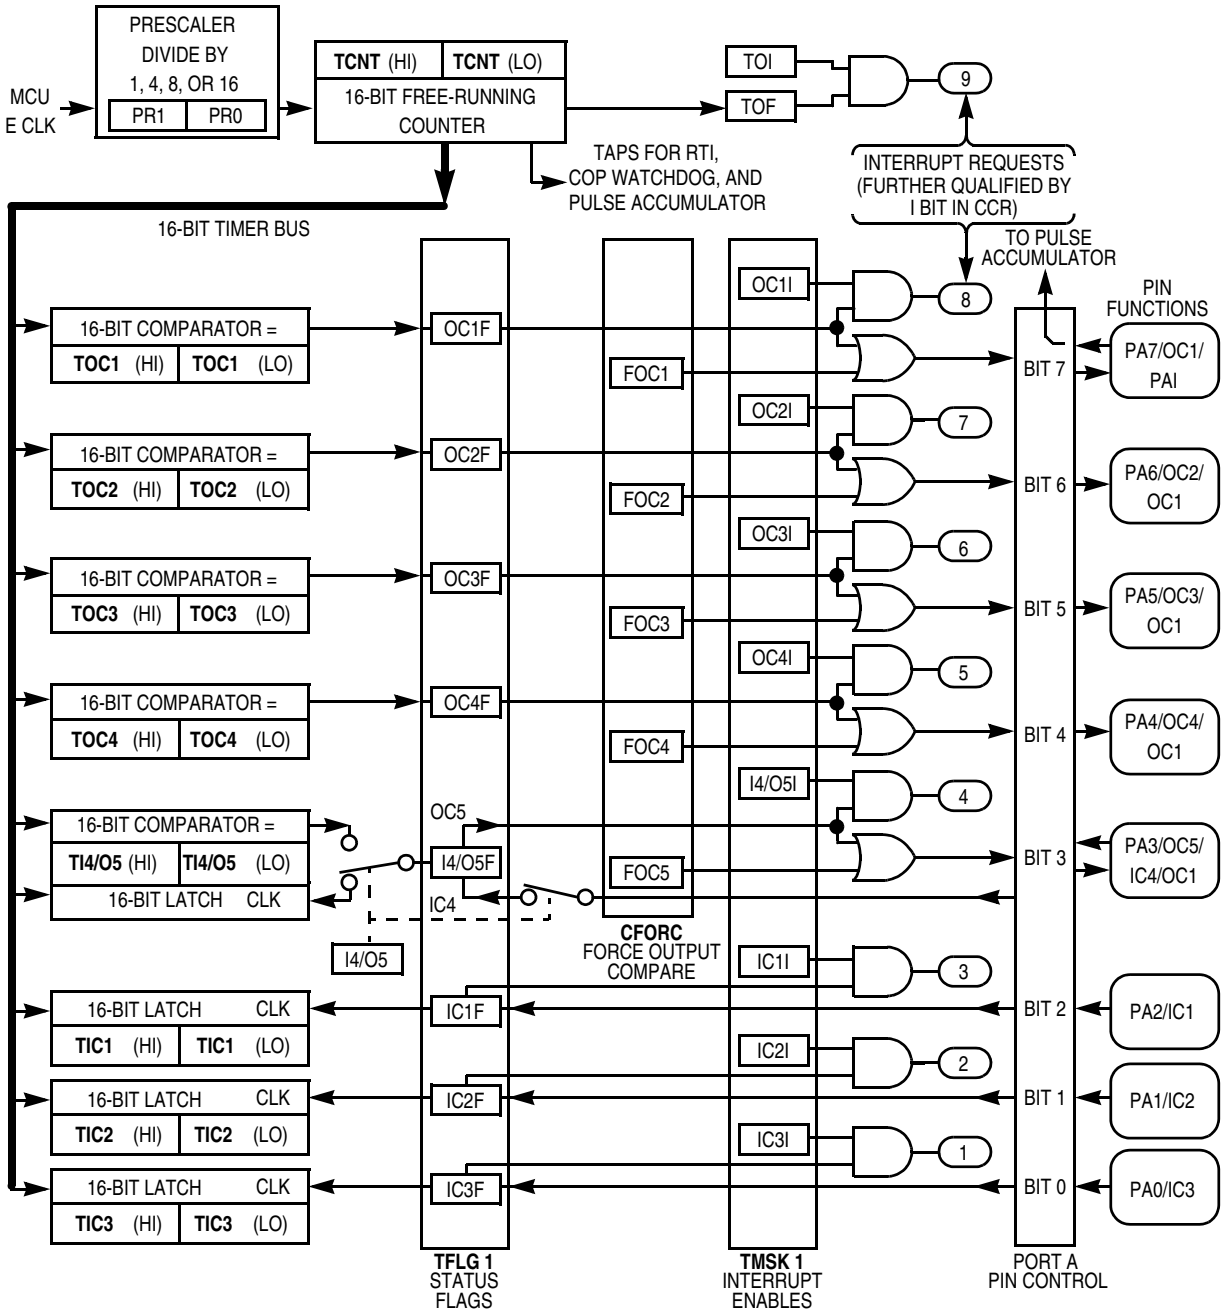 PRESCALER
DIVIDE BY
1, 4, 8, OR 16
PR1 PR0
MCU
E CLK
TCNT (HI) TCNT (LO)
16-BIT FREE-RUNNING
COUNTER
TOI
TOF
9
TAPS FOR RTI,
COP WATCHDOG, AND
PULSE ACCUMULATOR
INTERRUPT REQUESTS
(FURTHER QUALIFIED BY
I BIT IN CCR)
16-BIT TIMER BUS
TO PULSE
ACCUMULATOR
PIN
FUNCTIONS
OC1I
8
16-BIT COMPARATOR =
TOC1 (HI) TOC1 (LO)
OC1F
FOC1
BIT 7
PA7/OC1/
PAI
OC2I
7
16-BIT COMPARATOR =
TOC2 (HI) TOC2 (LO)
OC2F
FOC2
BIT 6
PA6/OC2/
OC1
OC3I
6
16-BIT COMPARATOR =
TOC3 (HI) TOC3 (LO)
OC3F
FOC3
BIT 5
PA5/OC3/
OC1
OC4I
5
16-BIT COMPARATOR =
TOC4 (HI) TOC4 (LO)
OC4F
FOC4
BIT 4
PA4/OC4/
OC1
I4/O5I
4
16-BIT COMPARATOR =
TI4/O5 (HI) TI4/O5 (LO)
16-BIT LATCH CLK
OC5
I4/O5F
IC4
I4/O5
FOC5
BIT 3
PA3/OC5/
IC4/OC1
CFORC
FORCE OUTPUT
COMPARE
IC1I
3
16-BIT LATCH CLK
TIC1 (HI) TIC1 (LO)
IC1F
BIT 2
PA2/IC1
IC2I
2
16-BIT LATCH CLK
TIC2 (HI) TIC2 (LO)
IC2F
BIT 1
PA1/IC2
IC3I
1
16-BIT LATCH CLK
TIC3 (HI) TIC3 (LO)
IC3F
BIT 0
PA0/IC3
TFLG 1
STATUS
FLAGS
TMSK 1
INTERRUPT
ENABLES
PORT A
PIN CONTROL